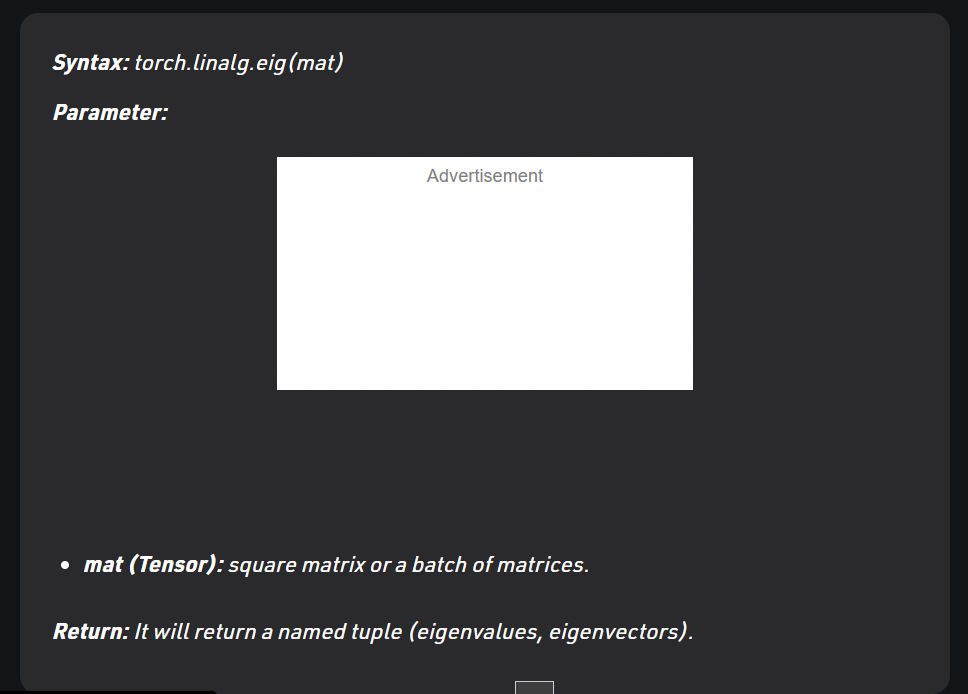 Syntax: torch.linalg.eig(mat)
Parameter:
Advertisement
mat (Tensor): square matrix or a batch of matrices.
Return: It will return a named tuple (eigenvalues, eigenvectors).